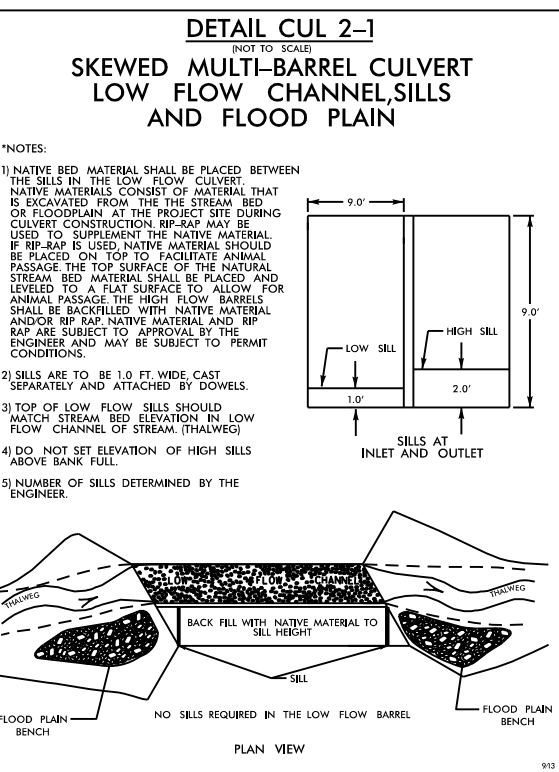 DETAIL CUL 2–1
(NOT TO SCALE)
SKEWED MULTI–BARREL CULVERT
LOW FLOW CHANNEL,SILLS
AND FLOOD PLAIN
*NOTES:
1) NATIVE BED MATERIAL SHALL BE PLACED BETWEEN
THE SILLS IN THE LOW FLOW CULVERT.
NATIVE MATERIALS CONSIST OF MATERIAL THAT
IS EXCAVATED FROM THE THE STREAM BED
OR FLOODPLAIN AT THE PROJECT SITE DURING
CULVERT CONSTRUCTION. RIP–RAP MAY BE
USED TO SUPPLEMENT THE NATIVE MATERIAL.
IF RIP–RAP IS USED, NATIVE MATERIAL SHOULD
BE PLACED ON TOP TO FACILITATE ANIMAL
PASSAGE. THE TOP SURFACE OF THE NATURAL
STREAM BED MATERIAL SHALL BE PLACED AND
LEVELED TO A FLAT SURFACE TO ALLOW FOR
ANIMAL PASSAGE. THE HIGH FLOW BARRELS
SHALL BE BACKFILLED WITH NATIVE MATERIAL
AND/OR RIP RAP. NATIVE MATERIAL AND RIP
RAP ARE SUBJECT TO APPROVAL BY THE
ENGINEER AND MAY BE SUBJECT TO PERMIT
CONDITIONS.
2) SILLS ARE TO BE 1.0 FT. WIDE, CAST
SEPARATELY AND ATTACHED BY DOWELS.
3) TOP OF LOW FLOW SILLS SHOULD
MATCH STREAM BED ELEVATION IN LOW
FLOW CHANNEL OF STREAM. (THALWEG)
4) DO NOT SET ELEVATION OF HIGH SILLS
ABOVE BANK FULL.
5) NUMBER OF SILLS DETERMINED BY THE
ENGINEER.
9.0'
9.0'
HIGH SILL
LOW SILL
2.0'
1.0'
SILLS AT
INLET AND OUTLET
LOW FLOW CHANNEL
THALWEG
THALWEG
BACK FILL WITH NATIVE MATERIAL TO
SILL HEIGHT
SILL
NO SILLS REQUIRED IN THE LOW FLOW BARREL
FLOOD PLAIN
BENCH
FLOOD PLAIN
BENCH
PLAN VIEW
9/13